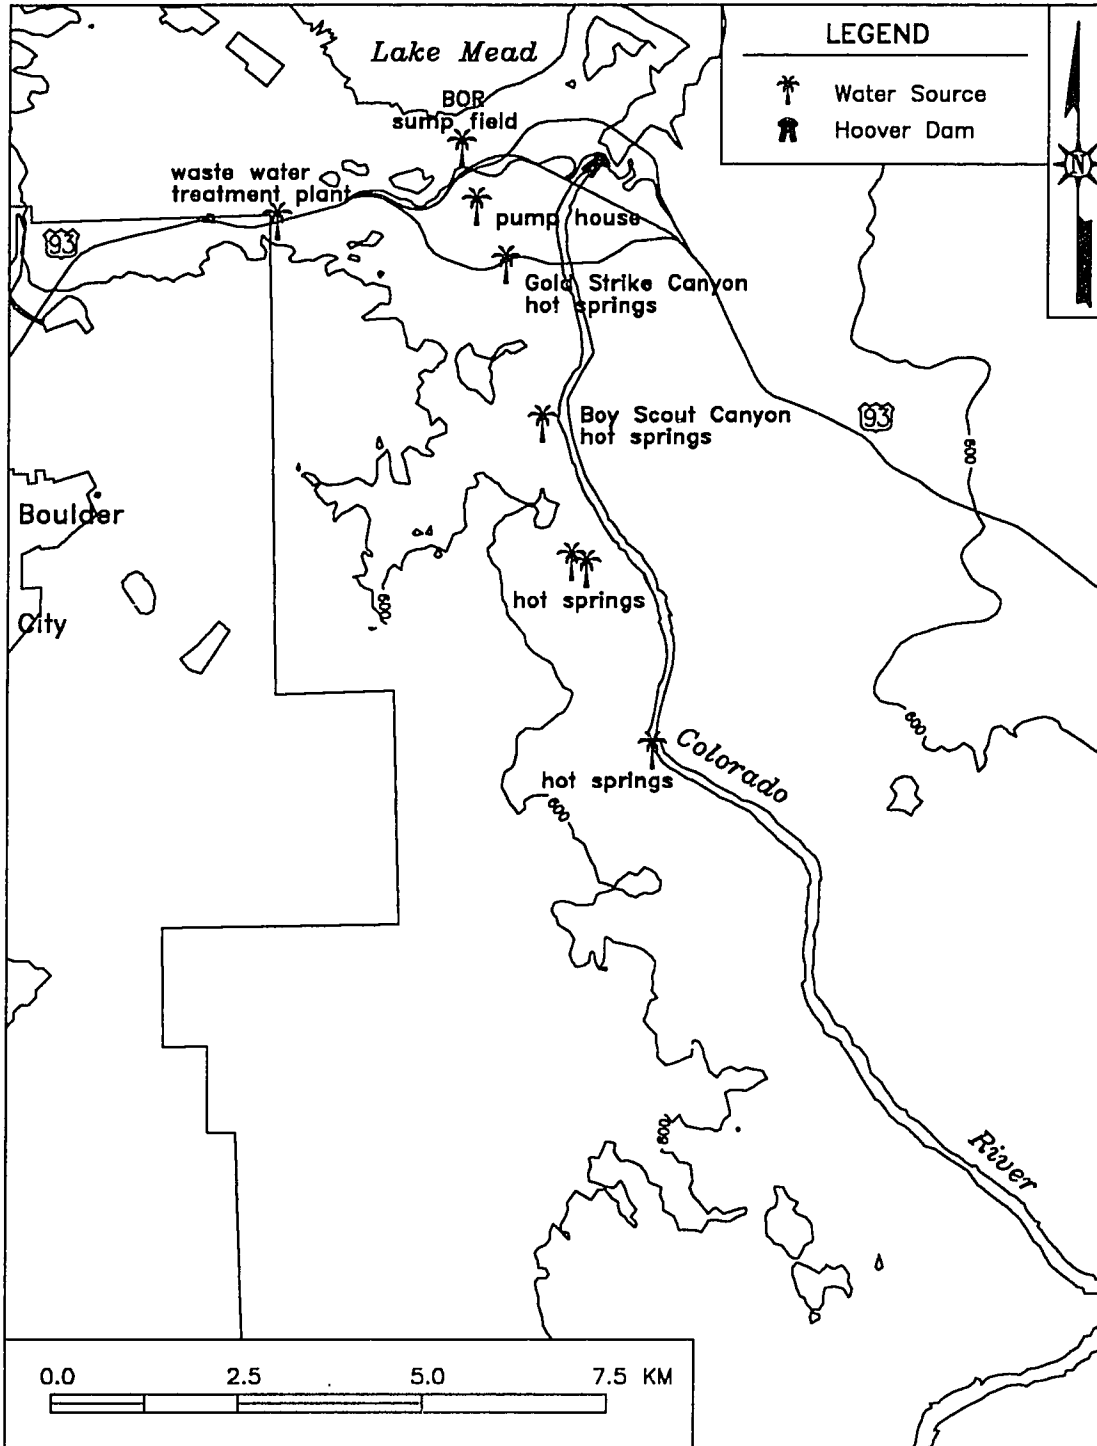 LEGEND
Water Source
Hoover Dam
N
Lake Mead
BOR
sump field
waste water
treatment plant
pump house
93
Gold Strike Canyon
hot springs
Boy Scout Canyon
hot springs
93
600
Boulder
City
hot springs
600
600
Colorado
hot springs
600
600
River
0.0 2.5 5.0 7.5 KM